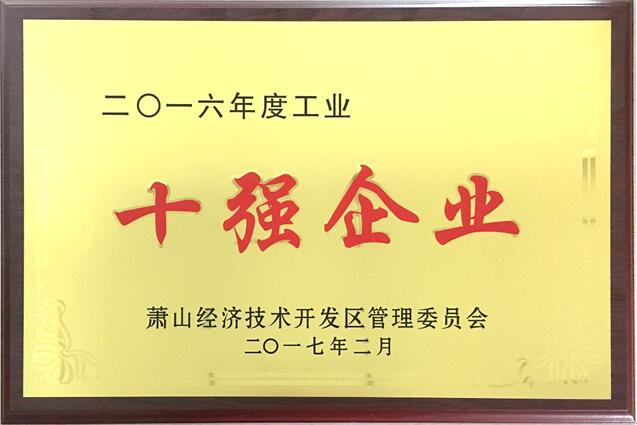 二〇一六年度工业
十强企业
萧山经济技术开发区管理委员会
二〇一七年二月